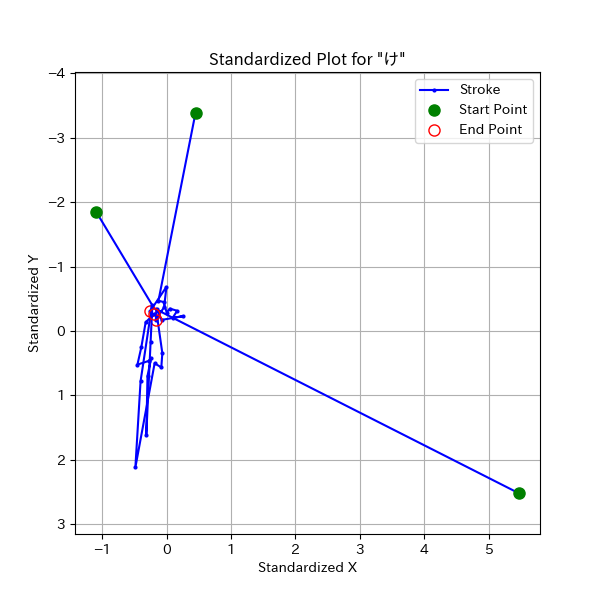 Standardized Plot for "け"
Stroke
Start Point
End Point
−4
−3
−2
−1
0
1
2
3
Standardized Y
−1 0 1 2 3 4 5
Standardized X